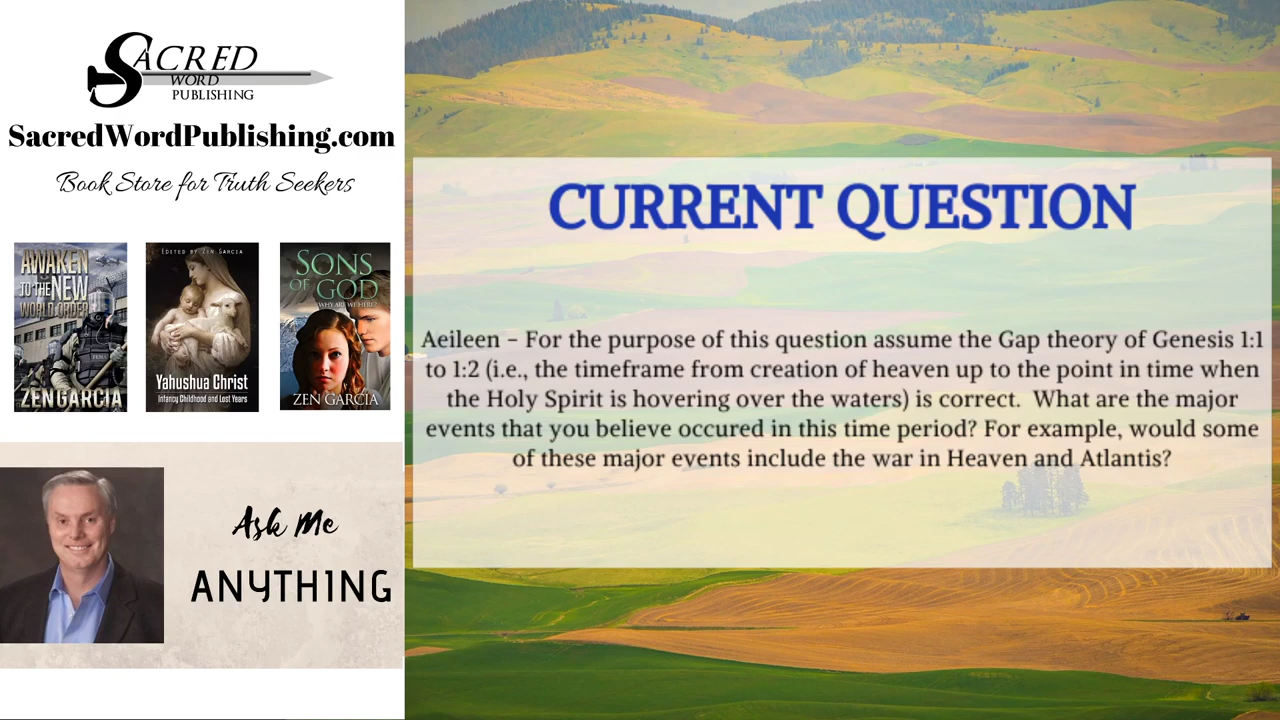 SACRED
WORD
PUBLISHING
SacredWordPublishing.com
Book Store for Truth Seekers
AWAKEN
TO THE NEW
WORLD ORDER
ZEN GARCIA
EDITED BY ZEN GARCIA
Yahushua Christ
Infancy Childhood and Lost Years
SONS
OF GOD
WHY ARE WE HERE?
ZEN GARCIA
Ask Me
ANYTHING
CURRENT QUESTION
Aeileen – For the purpose of this question assume the Gap theory of Genesis 1:1
to 1:2 (i.e., the timeframe from creation of heaven up to the point in time when
the Holy Spirit is hovering over the waters) is correct.  What are the major
events that you believe occured in this time period? For example, would some
of these major events include the war in Heaven and Atlantis?